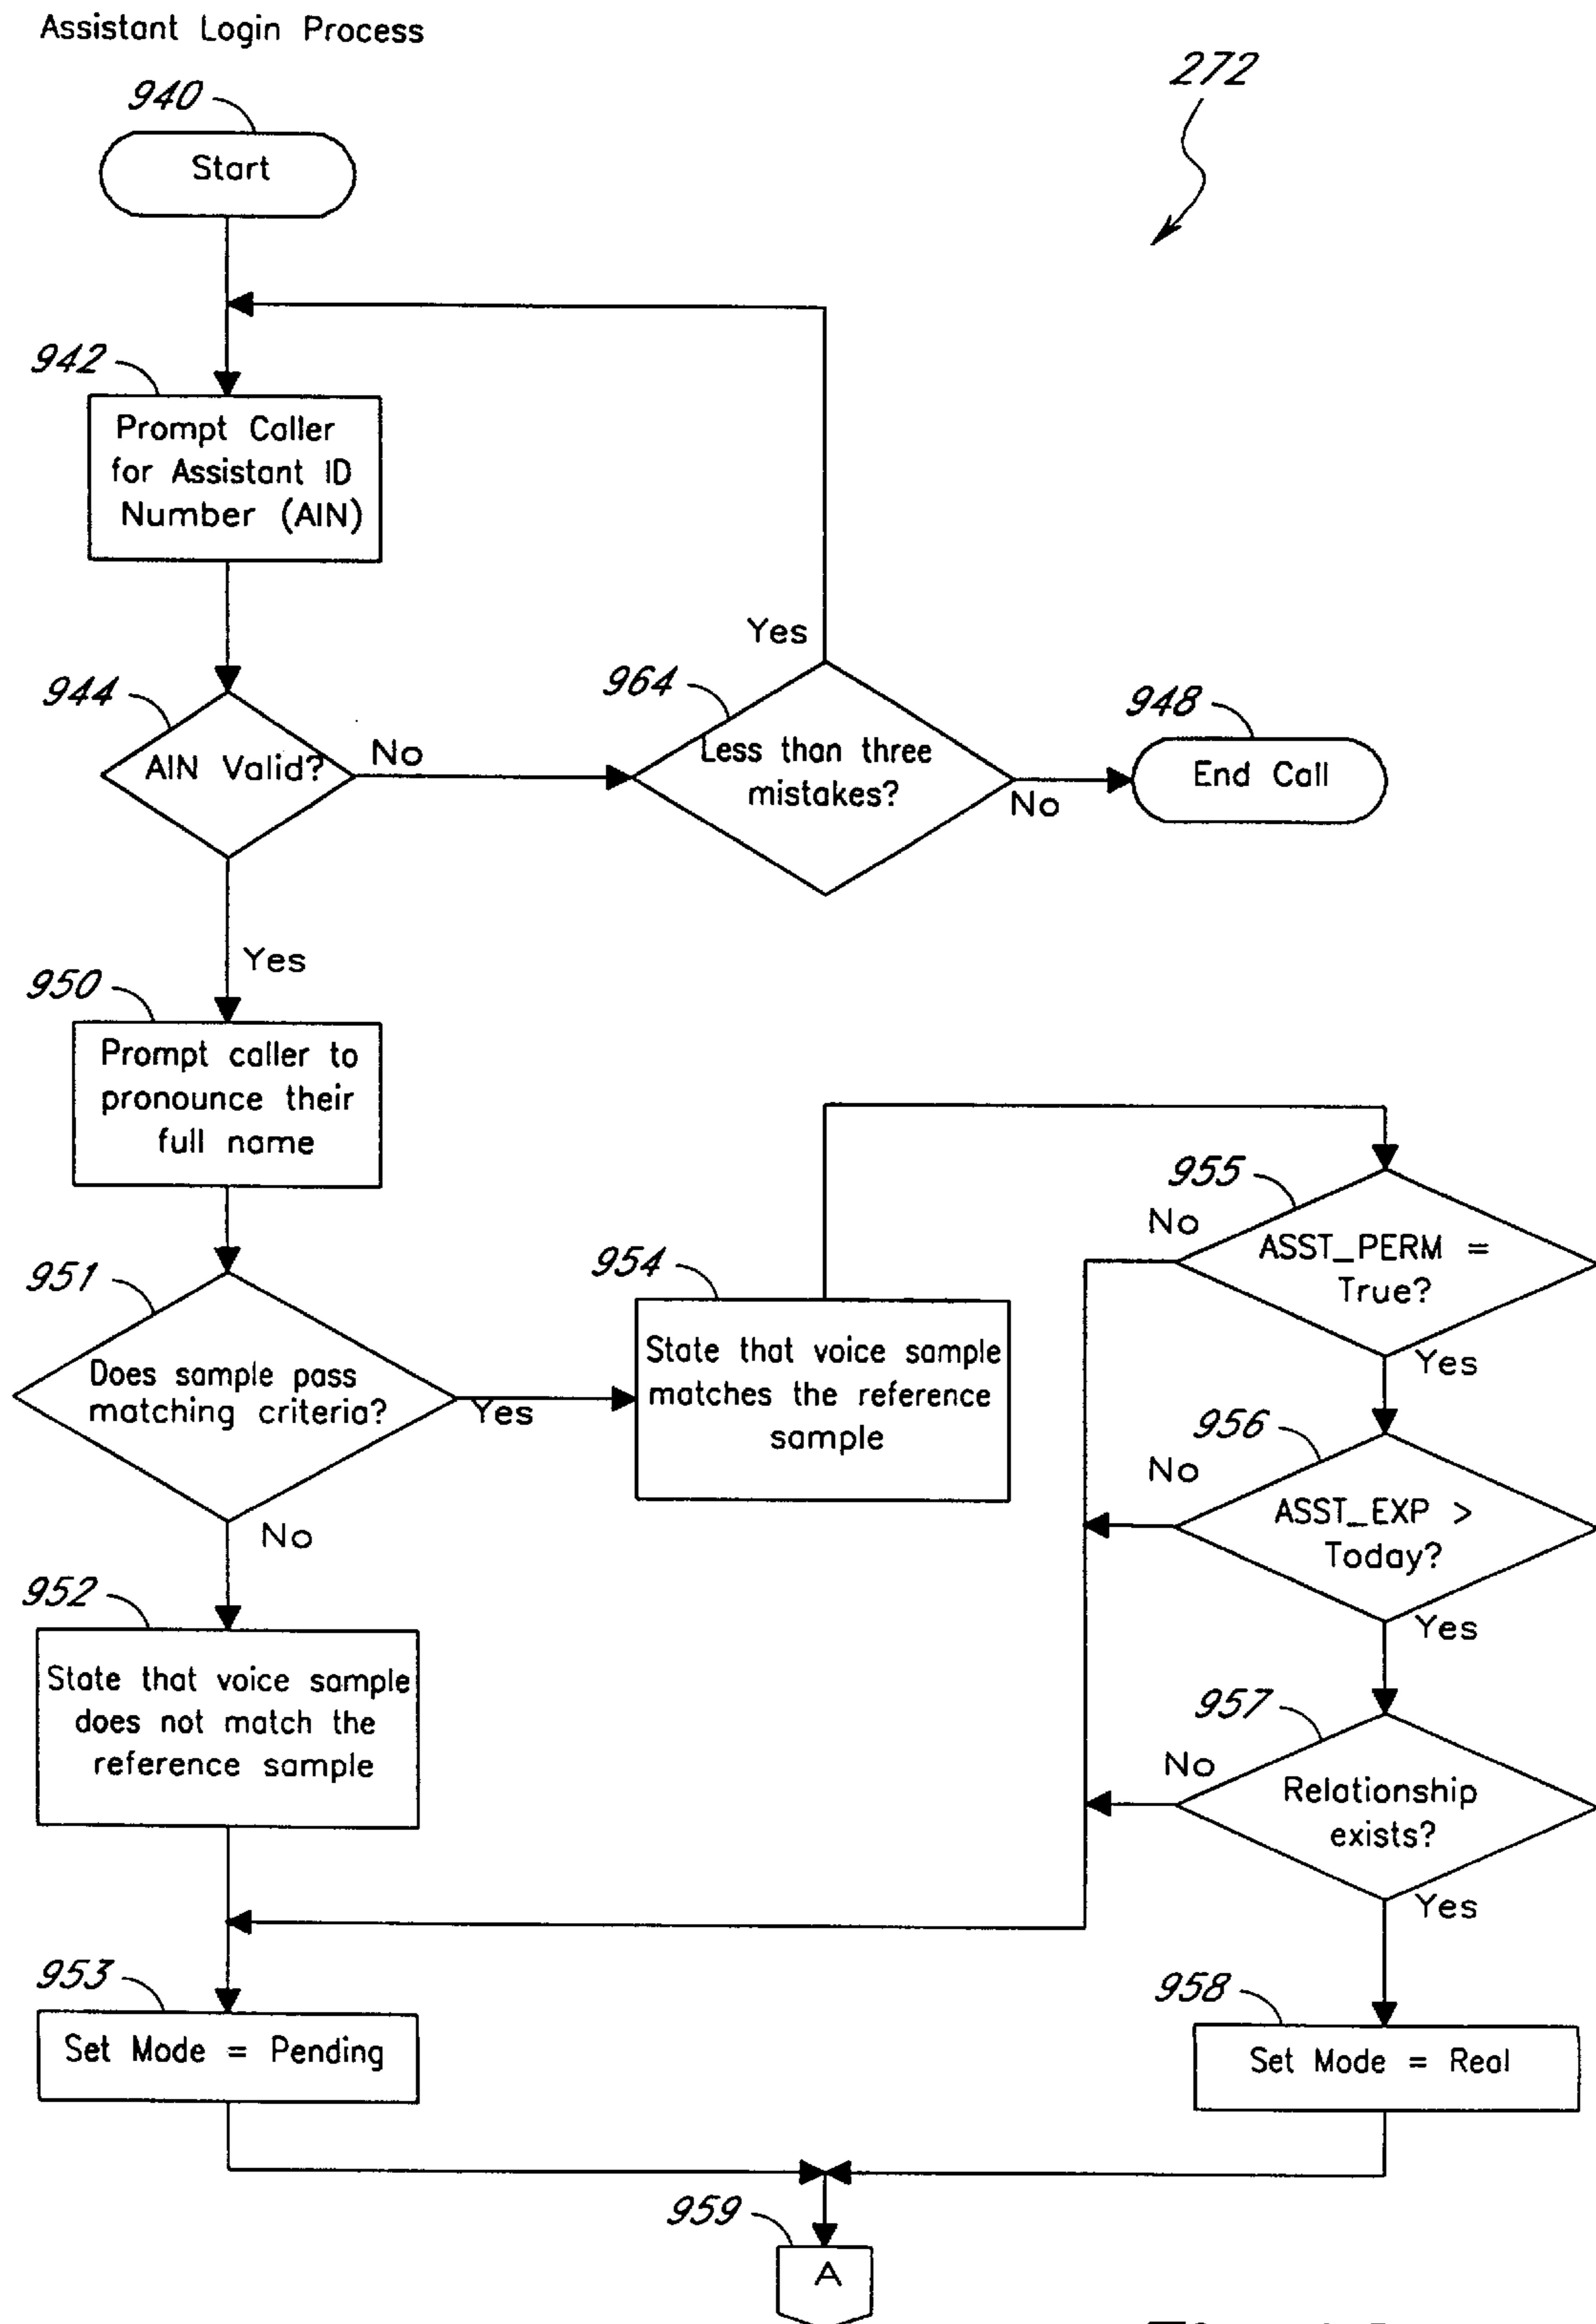 Assistant Login Process
272
940
Start
942
Prompt Caller
for Assistant ID
Number (AIN)
Yes
944
AIN Valid?
No
964
Less than three
mistakes?
No
948
End Call
Yes
950
Prompt caller to
pronounce their
full name
951
Does sample pass
matching criteria?
Yes
954
State that voice sample
matches the reference
sample
955
No
ASST_PERM =
True?
Yes
956
No
ASST_EXP >
Today?
Yes
No
952
State that voice sample
does not match the
reference sample
957
No
Relationship
exists?
Yes
953
Set Mode = Pending
958
Set Mode = Real
959
A